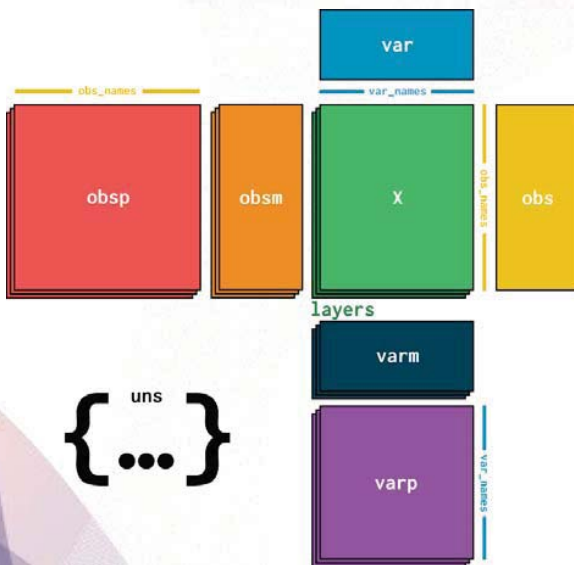 var
obs_names
var_names
obsp
obsm
X
obs_names
obs
layers
varm
uns
{...}
varp
var_names